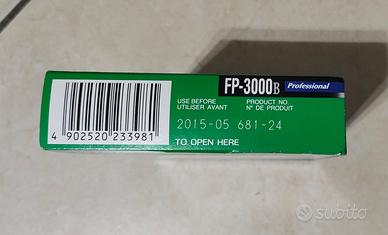 FP-3000B Professional
USE BEFORE
UTILISER AVANT
PRODUCT NO.
N° DE PRODUIT
2015-05 681-24
TO OPEN HERE
4 902520 233981
subito